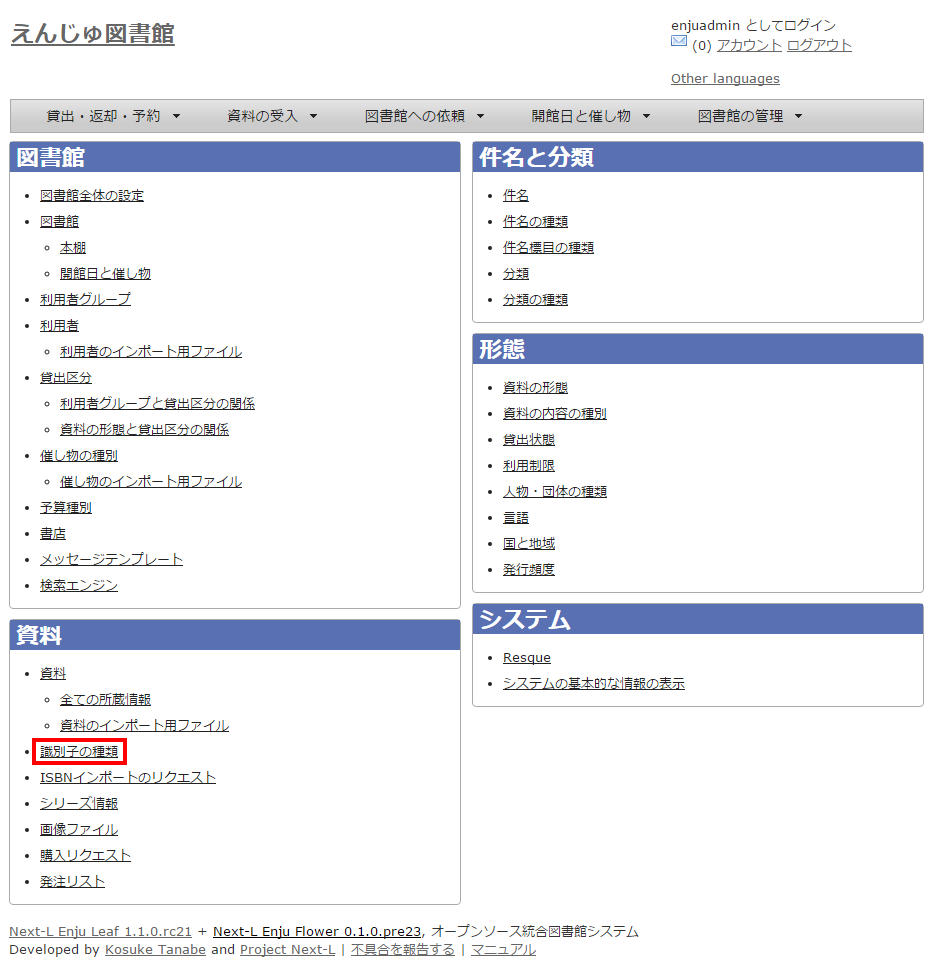 えんじゅ図書館
enjuadmin としてログイン
(0) アカウント ログアウト
Other languages
貸出・返却・予約 ▼ 資料の受入 ▼ 図書館への依頼 ▼ 開館日と催し物 ▼ 図書館の管理 ▼
図書館
図書館全体の設定
図書館
本棚
開館日と催し物
利用者グループ
利用者
利用者のインポート用ファイル
貸出区分
利用者グループと貸出区分の関係
資料の形態と貸出区分の関係
催し物の種別
催し物のインポート用ファイル
予算種別
書店
メッセージテンプレート
検索エンジン
資料
資料
全ての所蔵情報
資料のインポート用ファイル
識別子の種類
ISBNインポートのリクエスト
シリーズ情報
画像ファイル
購入リクエスト
発注リスト
件名と分類
件名
件名の種類
件名標目の種類
分類
分類の種類
形態
資料の形態
資料の内容の種別
貸出状態
利用制限
人物・団体の種類
言語
国と地域
発行頻度
システム
Resque
システムの基本的な情報の表示
Next-L Enju Leaf 1.1.0.rc21 + Next-L Enju Flower 0.1.0.pre23, オープンソース統合図書館システム
Developed by Kosuke Tanabe and Project Next-L | 不具合を報告する | マニュアル